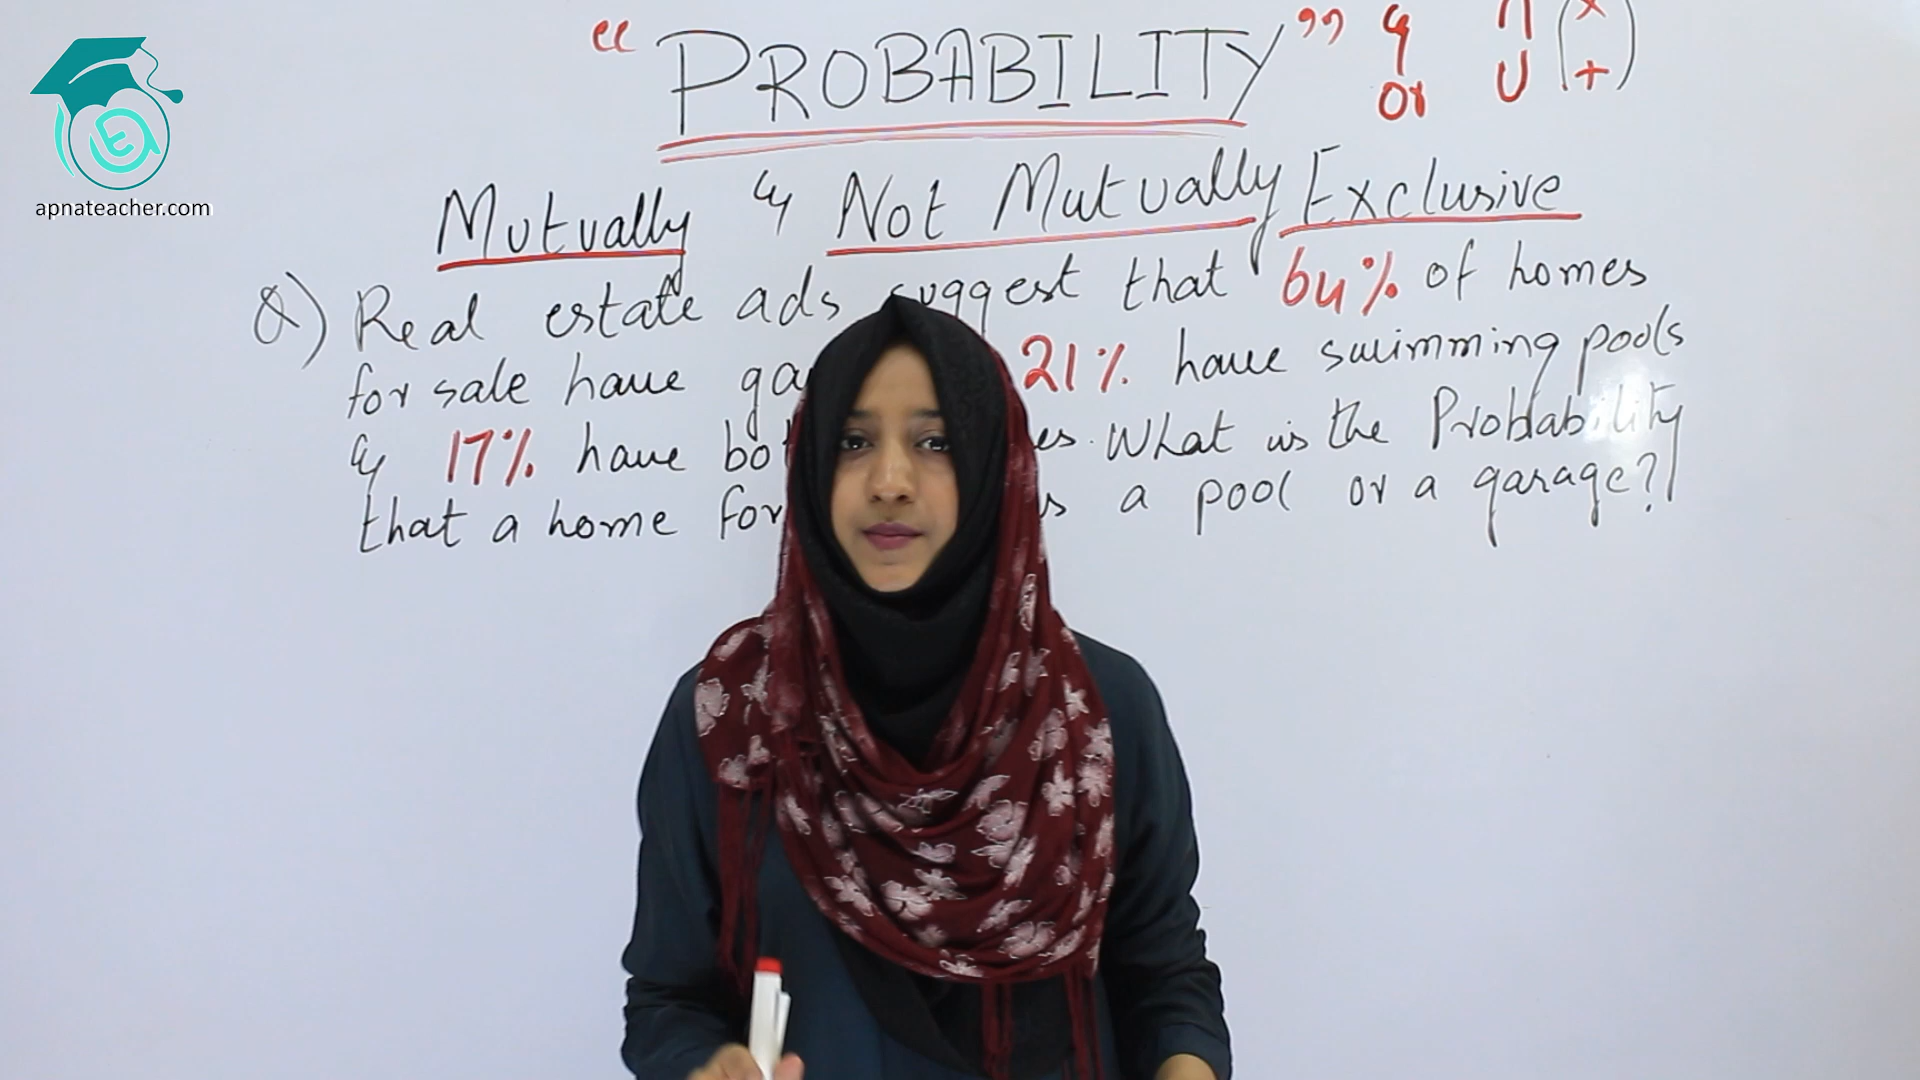 “ PROBABILITY ” & ∩ (×
or ∪ +)
apnateacher.com
Mutually & Not Mutually Exclusive
Q) Real estate ads suggest that 64% of homes
for sale have 21% have swimming pools
& 17% have What is the Probability
that a home for a pool or a garage?